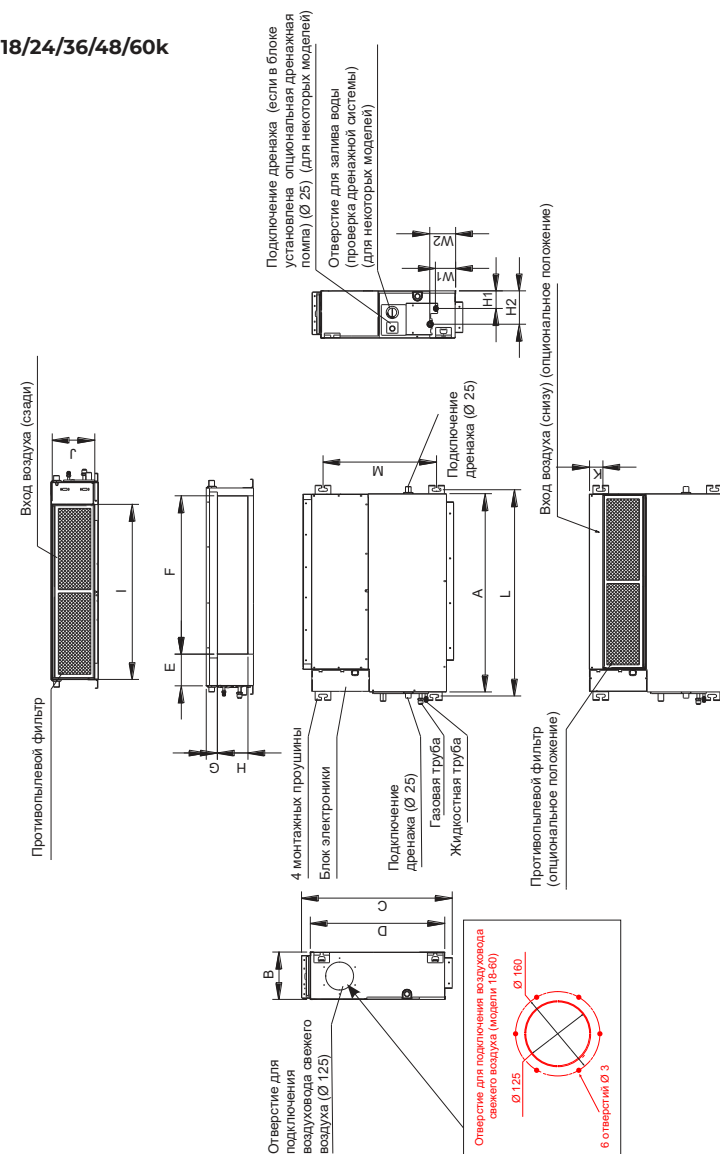 18/24/36/48/60k
Подключение дренажа (если в блоке
установлена опциональная дренажная
помпа) (Ø 25) (для некоторых моделей)
Отверстие для залива воды
(проверка дренажной системы)
(для некоторых моделей)
W2
W1
H1
H2
Вход воздуха (сзади)
J
I
Противопылевой фильтр
F
E
G
H
M
Подключение
дренажа (Ø 25)
A
L
4 монтажных проушины
Блок электроники
Подключение
дренажа (Ø 25)
Газовая труба
Жидкостная труба
Вход воздуха (снизу) (опциональное положение)
K
Противопылевой фильтр
(опциональное положение)
C
D
B
Отверстие для
подключения
воздуховода свежего
воздуха (Ø 125)
Отверстие для подключения воздуховода
свежего воздуха (модели 18-60)
Ø 125
Ø 160
6 отверстий Ø 3